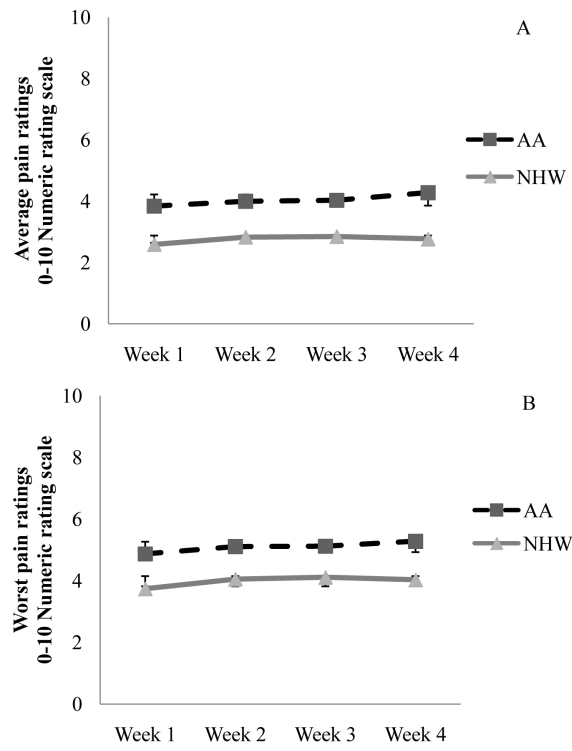 A
Average pain ratings
0-10 Numeric rating scale
10
8
6
4
2
0
Week 1 Week 2 Week 3 Week 4
AA
NHW
B
Worst pain ratings
0-10 Numeric rating scale
10
8
6
4
2
0
Week 1 Week 2 Week 3 Week 4
AA
NHW